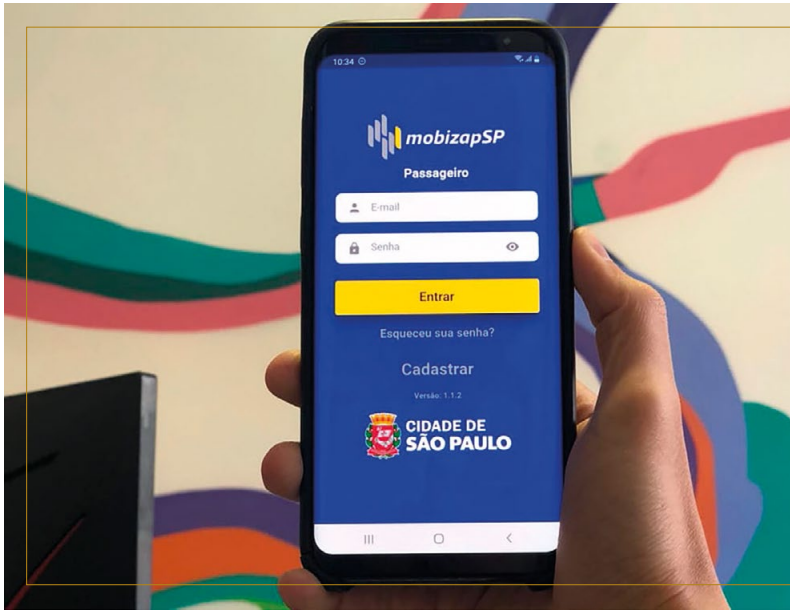 10:34
mobizapSP
Passageiro
E-mail
Senha
Entrar
Esqueceu sua senha?
Cadastrar
Versão: 1.1.2
CIDADE DE
SÃO PAULO